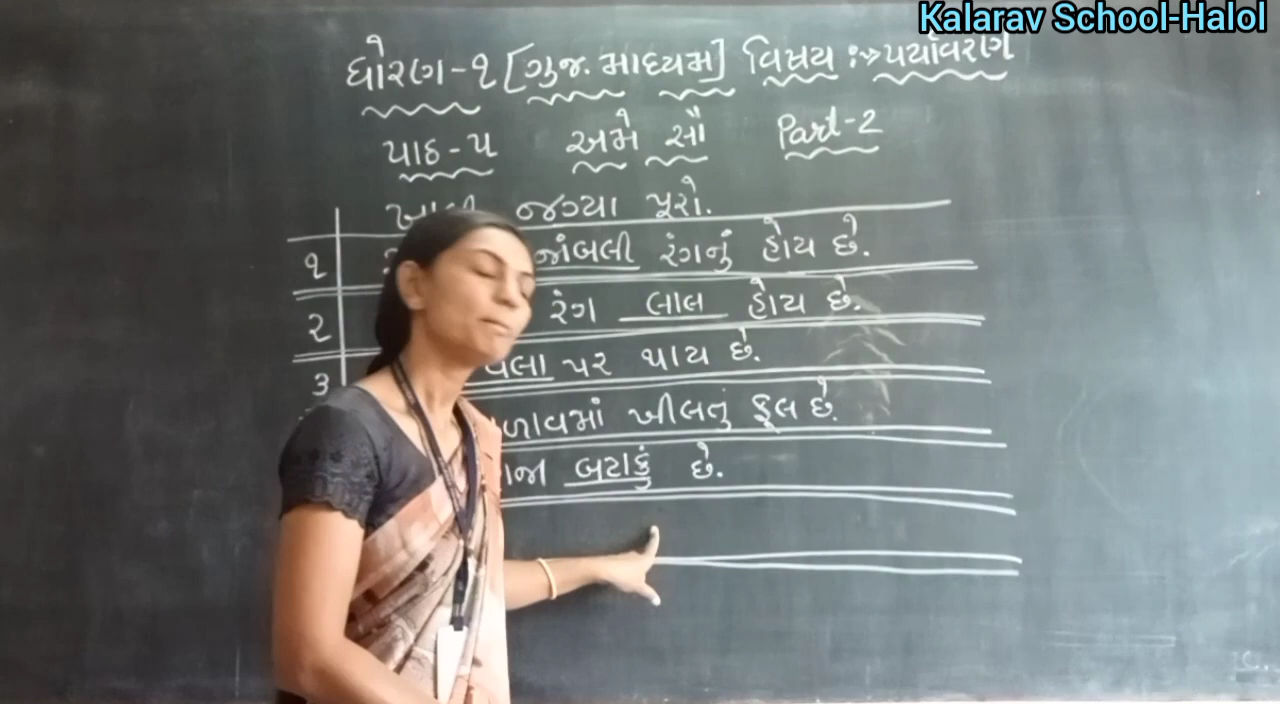 Kalarav School-Halol
ધોરણ-૧ [ગુજ. માધ્યમ] વિષય :→ પર્યાવરણ
પાઠ-૫ અમે સૌ Part-2
જગ્યા પૂરો.
૧ જાંબલી રંગનું હોય છે.
૨ રંગ લાલ હોય છે.
૩ વેલા પર થાય છે.
ળાવમાં ખીલતું ફૂલ છે.
બટાકું છે.